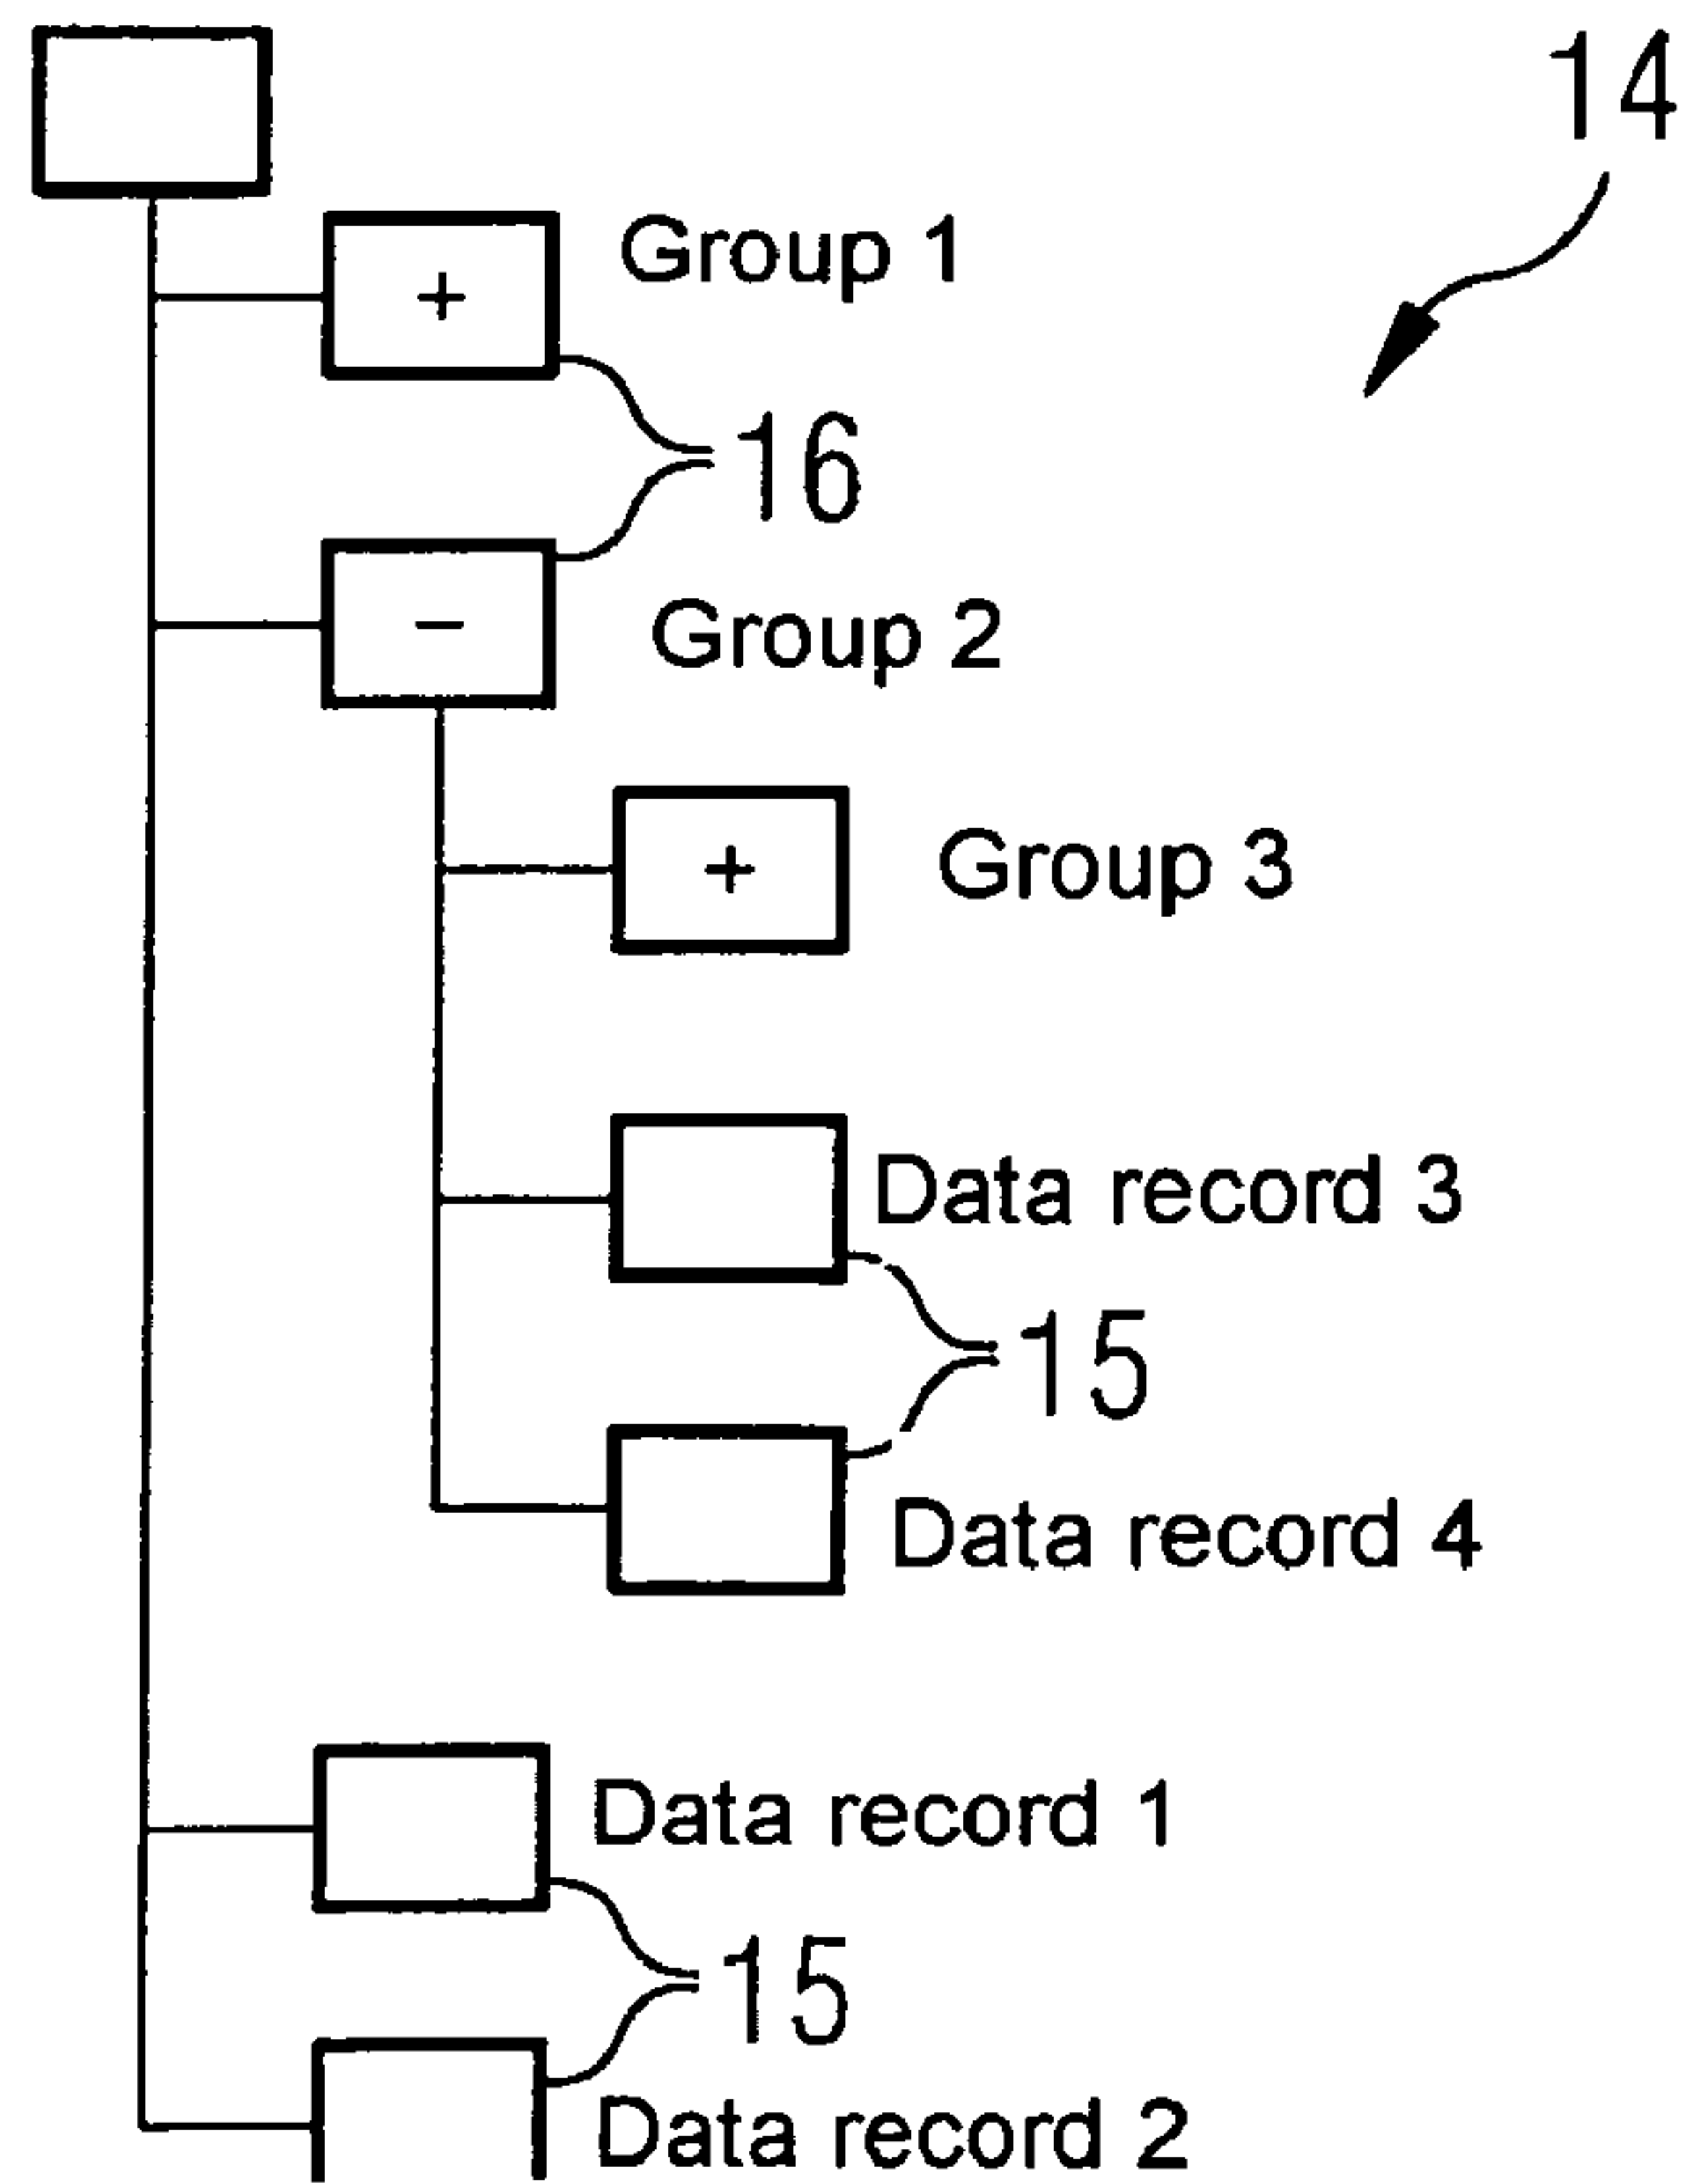 14
Group 1
+
16
−
Group 2
+
Group 3
Data record 3
15
Data record 4
Data record 1
15
Data record 2